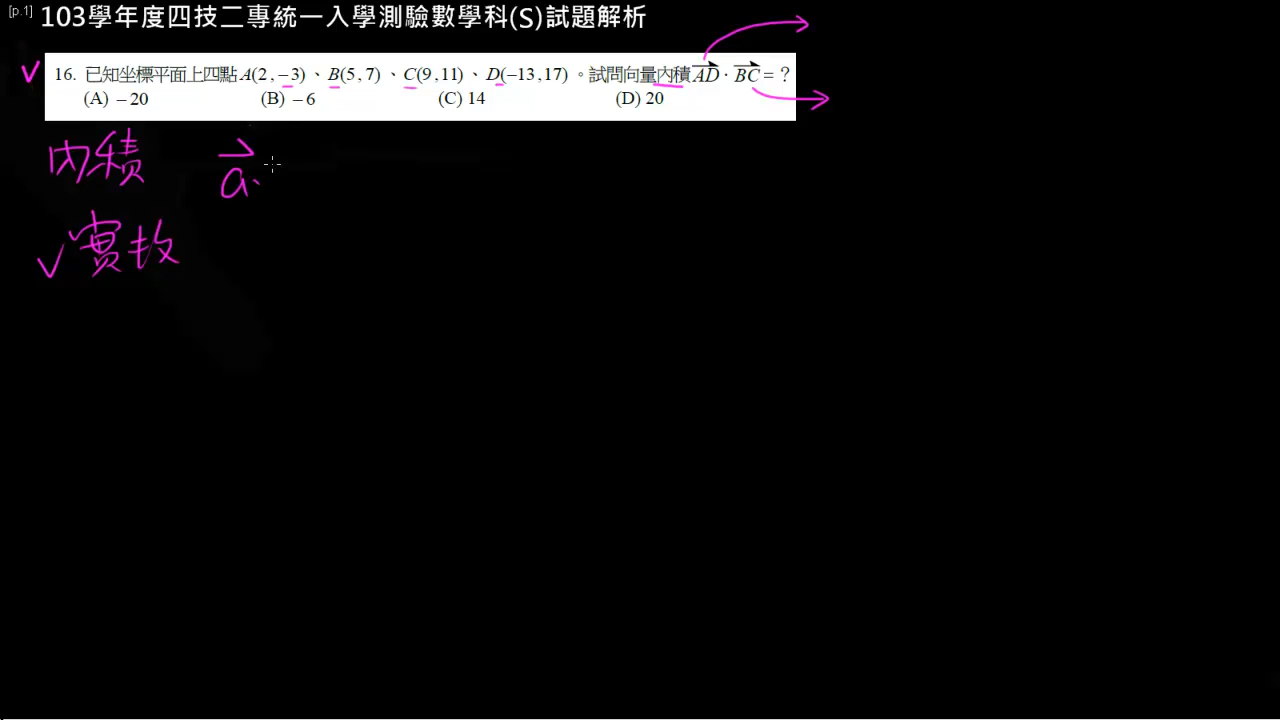 [p.1] 103學年度四技二專統一入學測驗數學科(S)試題解析
16. 已知坐標平面上四點A(2,−3)、B(5,7)、C(9,11)、D(−13,17)。試問向量內積AD·BC=?
(A) −20 (B) −6 (C) 14 (D) 20
內積 a·
實数